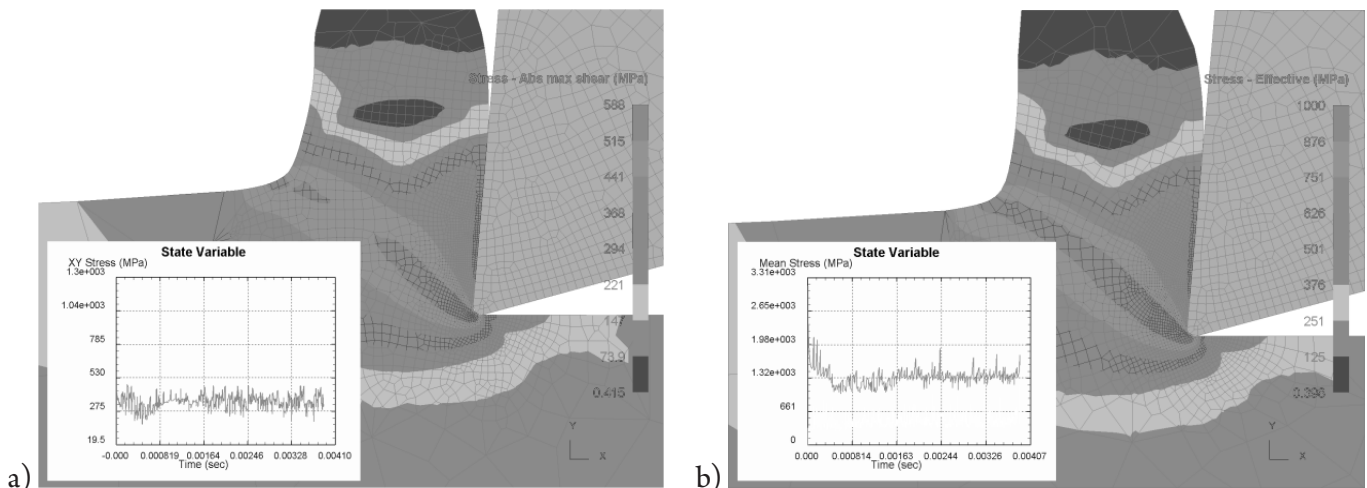 Stress - Abs max shear (MPa)
588
515
441
368
294
221
147
73.9
0.415
State Variable
XY Stress (MPa)
1.3e+003
1.04e+003
785
530
275
19.5
-0.000 0.000819 0.00164 0.00246 0.00328 0.00410
Time (sec)
Y
X
a)
Stress - Effective (MPa)
1000
876
751
626
501
376
251
125
State Variable
Mean Stress (MPa)
3.31e+003
2.65e+003
1.98e+003
1.32e+003
661
0
0.000 0.000814 0.00163 0.00244 0.00326 0.00407
Time (sec)
Y
X
b)